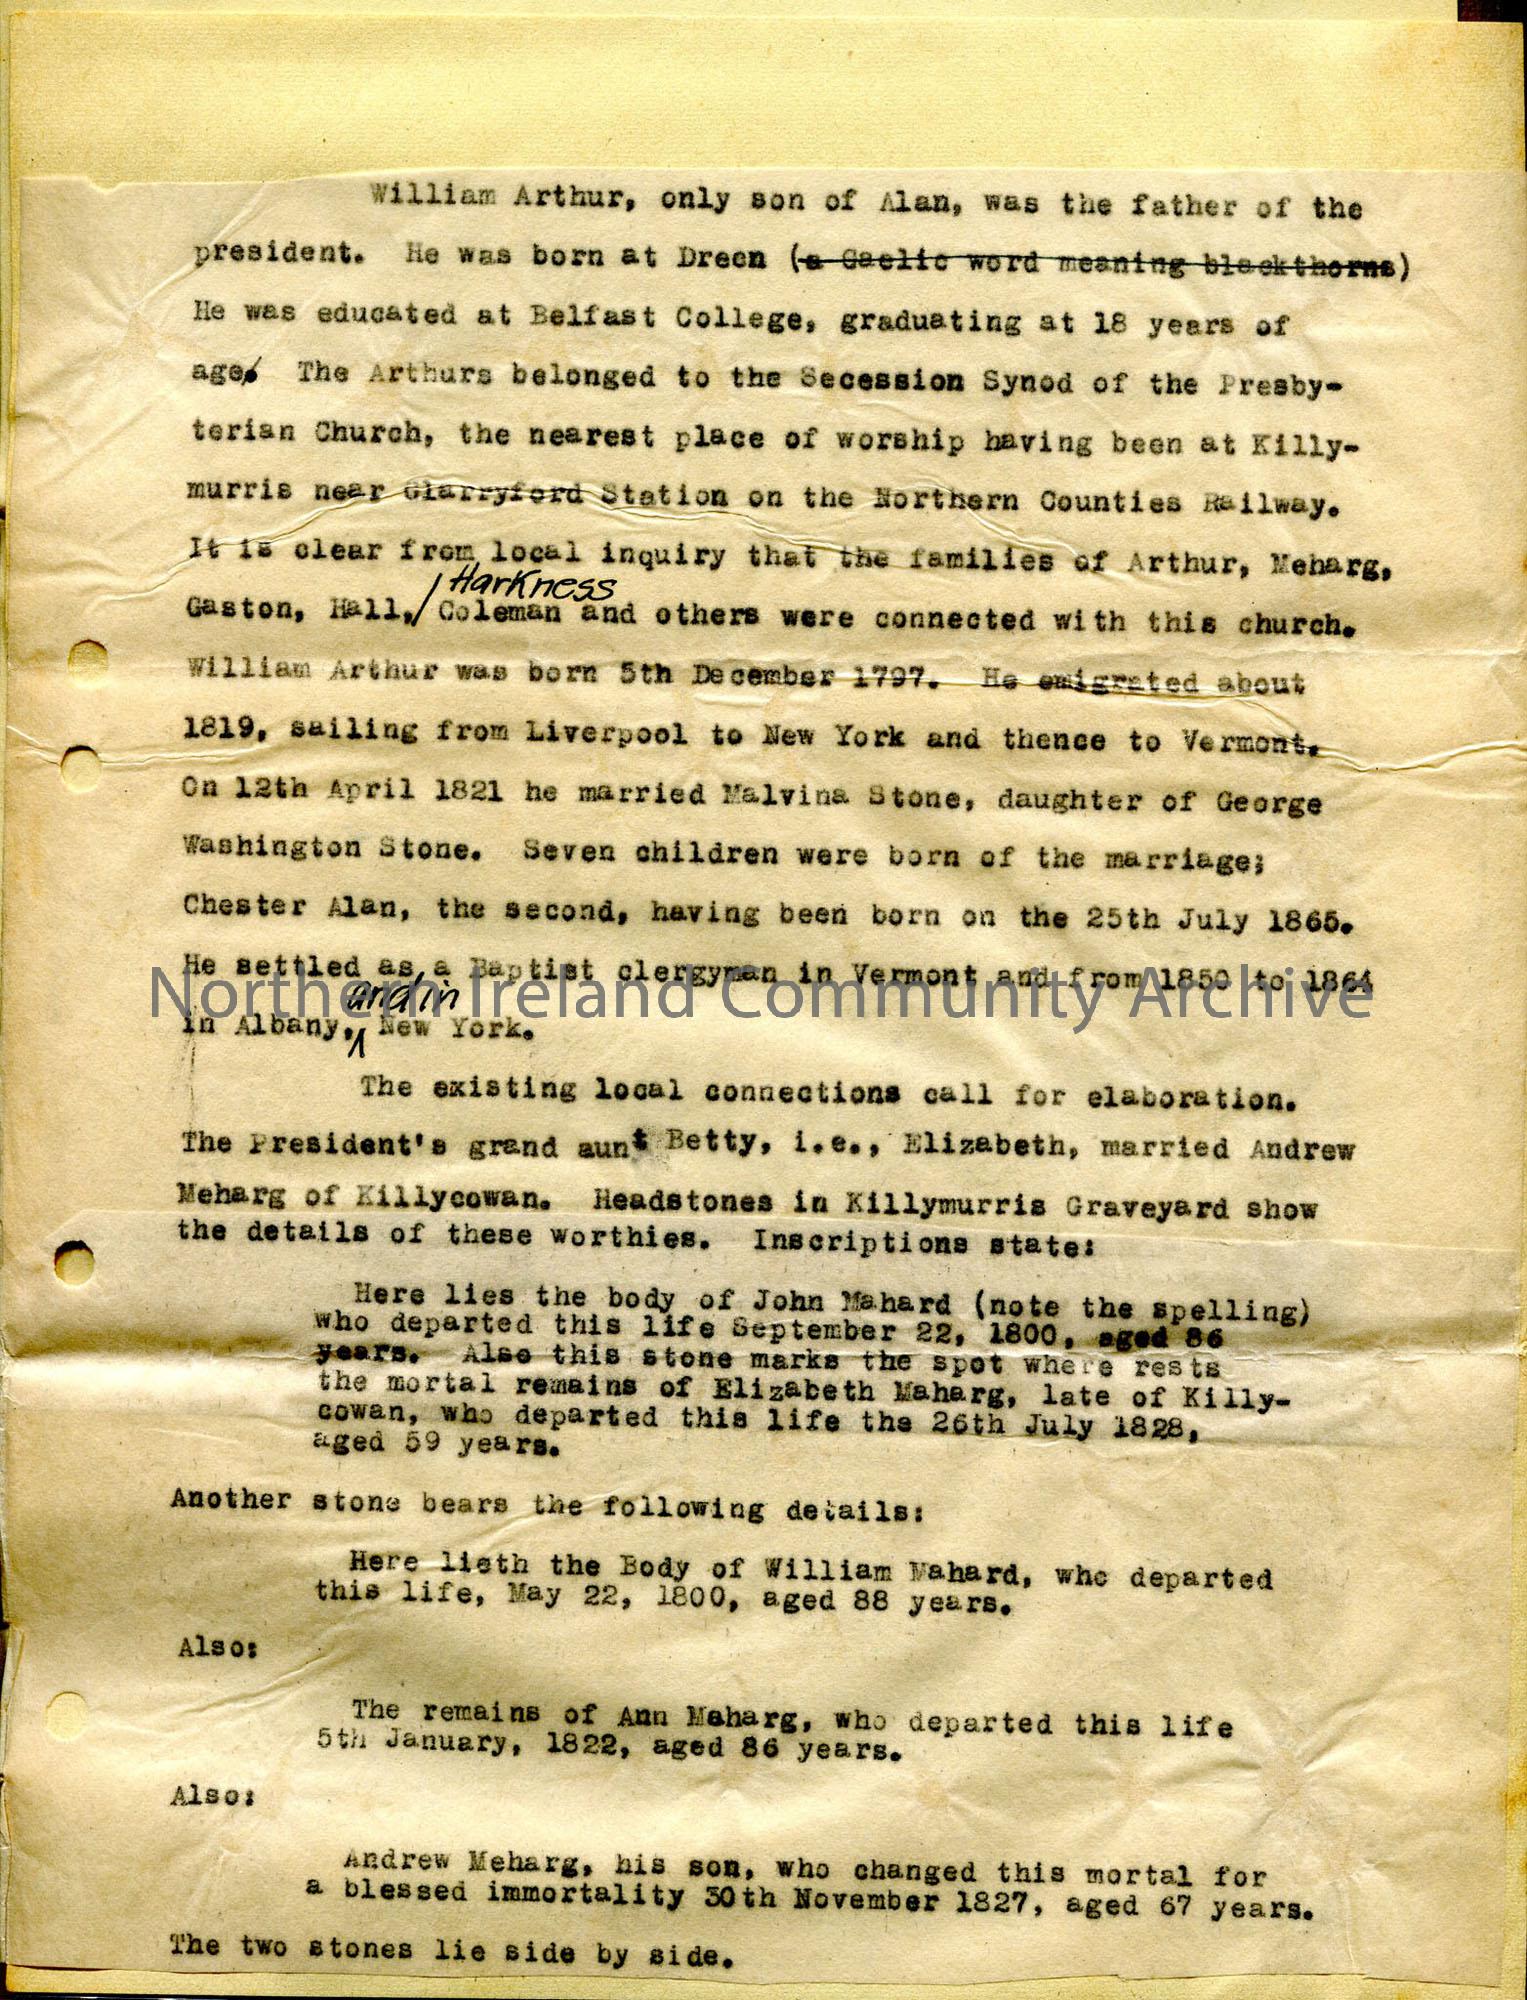 William Arthur, only son of Alan, was the father of the
president. He was born at Dreen (a Gaelic word meaning blackthorns)
He was educated at Belfast College, graduating at 18 years of
age. The Arthurs belonged to the Secession Synod of the Presby-
terian Church, the nearest place of worship having been at Killy-
murris near Glarryford Station on the Northern Counties Railway.
It is clear from local inquiry that the families of Arthur, Meharg,
Harkness
Gaston, Hall, Coleman and others were connected with this church.
William Arthur was born 5th December 1797. He emigrated about
1819, sailing from Liverpool to New York and thence to Vermont.
On 12th April 1821 he married Malvina Stone, daughter of George
Washington Stone. Seven children were born of the marriage;
Chester Alan, the second, having been born on the 25th July 1865.
He settled as a Baptist clergyman in Vermont and from 1850 to 1864
Northern Ireland Community Archive
and in
in Albany, New York.
The existing local connections call for elaboration.
The President's grand aunt Betty, i.e., Elizabeth, married Andrew
Meharg of Killycowan. Headstones in Killymurris Graveyard show
the details of these worthies. Inscriptions state:
Here lies the body of John Mahard (note the spelling)
who departed this life September 22, 1800, aged 86
years. Also this stone marks the spot where rests
the mortal remains of Elizabeth Maharg, late of Killy-
cowan, who departed this life the 26th July 1828,
aged 59 years.
Another stone bears the following details:
Here lieth the Body of William Mahard, who departed
this life, May 22, 1800, aged 88 years.
Also:
The remains of Ann Maharg, who departed this life
5th January, 1822, aged 86 years.
Also:
Andrew Meharg, his son, who changed this mortal for
a blessed immortality 30th November 1827, aged 67 years.
The two stones lie side by side.